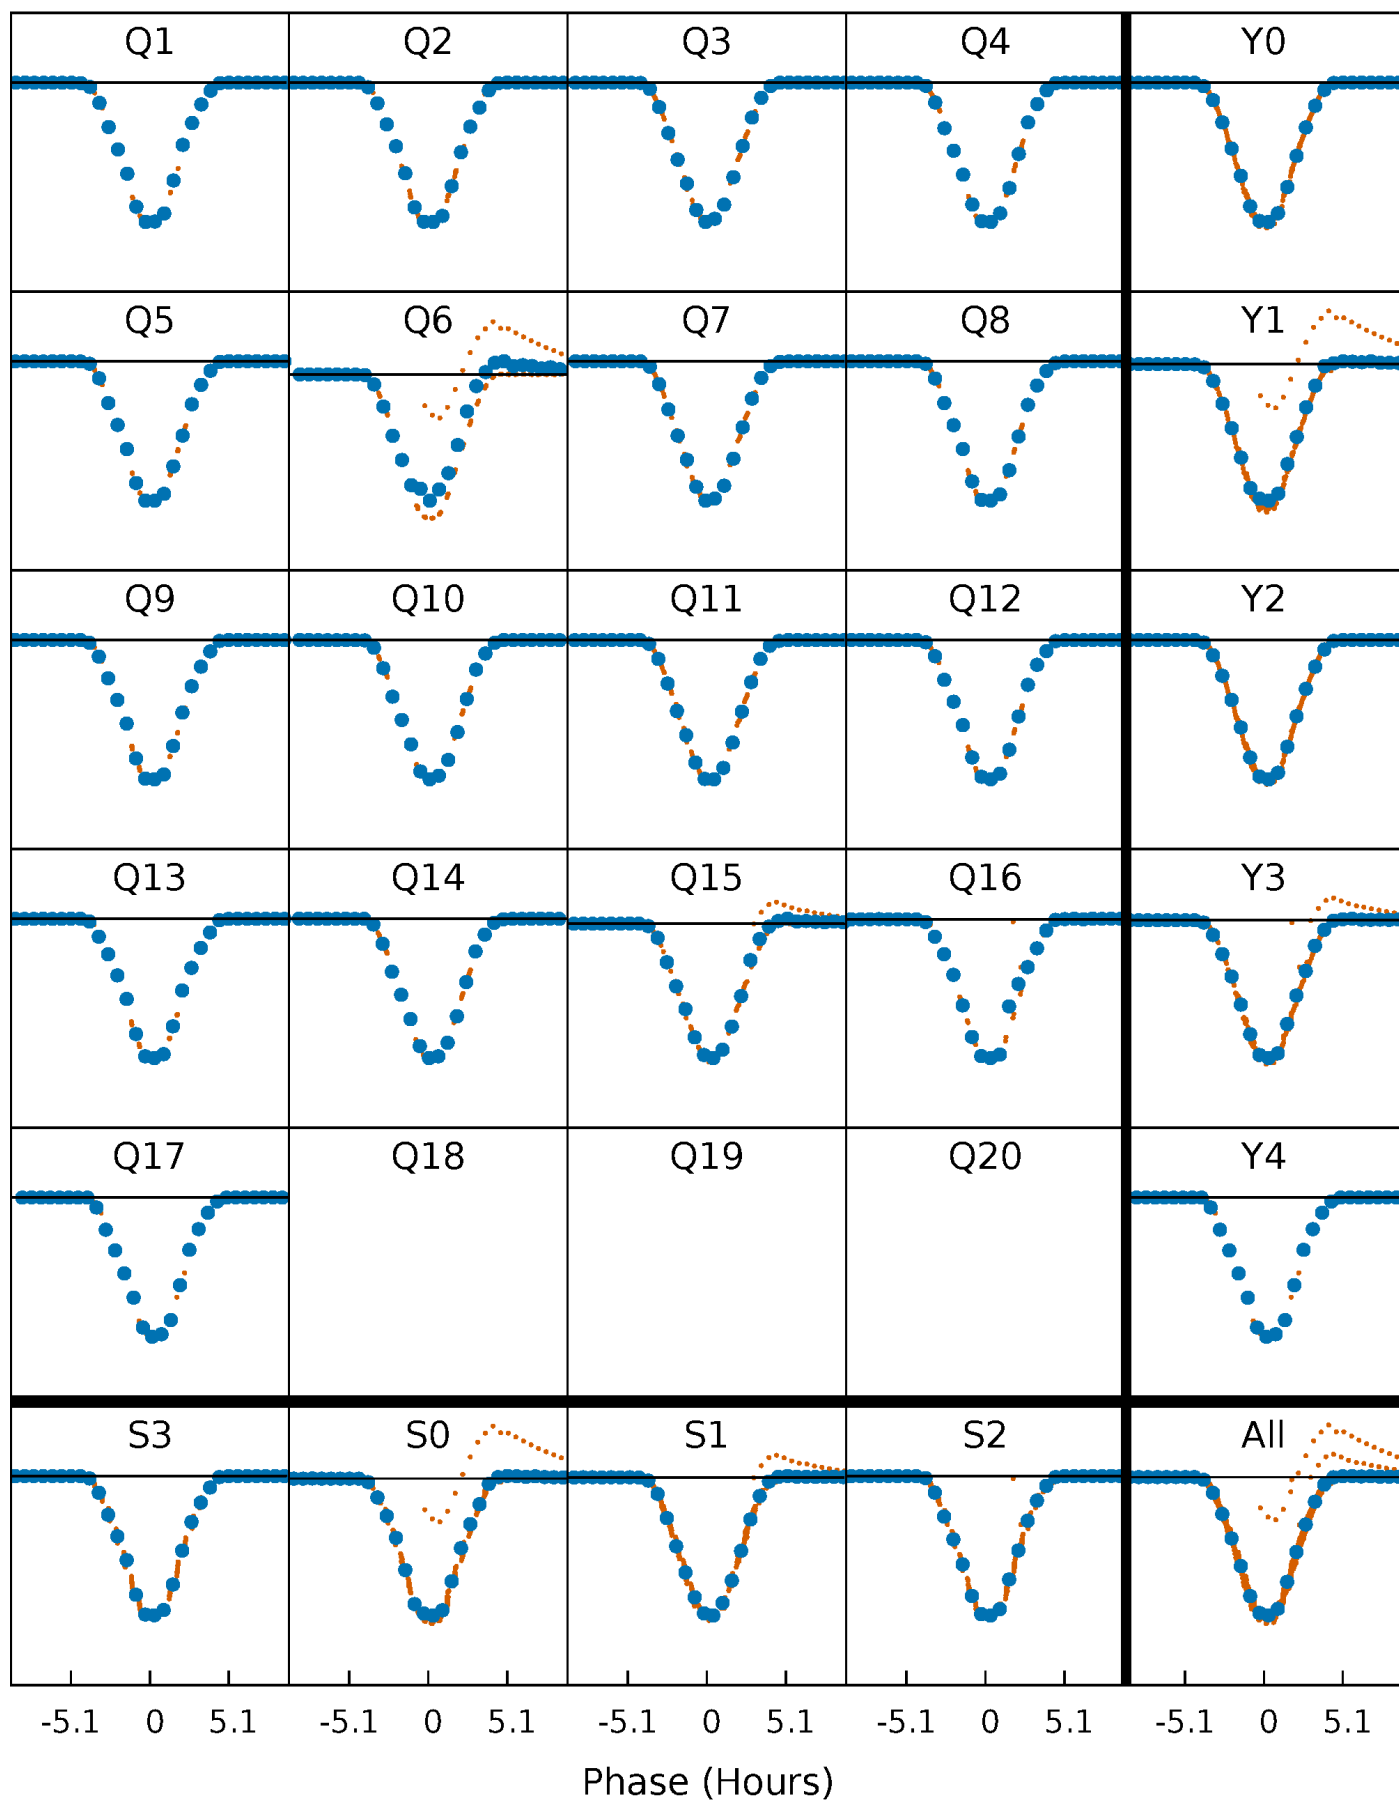 Q1 Q2 Q3 Q4 Y0
Q5 Q6 Q7 Q8 Y1
Q9 Q10 Q11 Q12 Y2
Q13 Q14 Q15 Q16 Y3
Q17 Q18 Q19 Q20 Y4
S3 S0 S1 S2 All
-5.1 0 5.1 -5.1 0 5.1 -5.1 0 5.1 -5.1 0 5.1 -5.1 0 5.1
Phase (Hours)